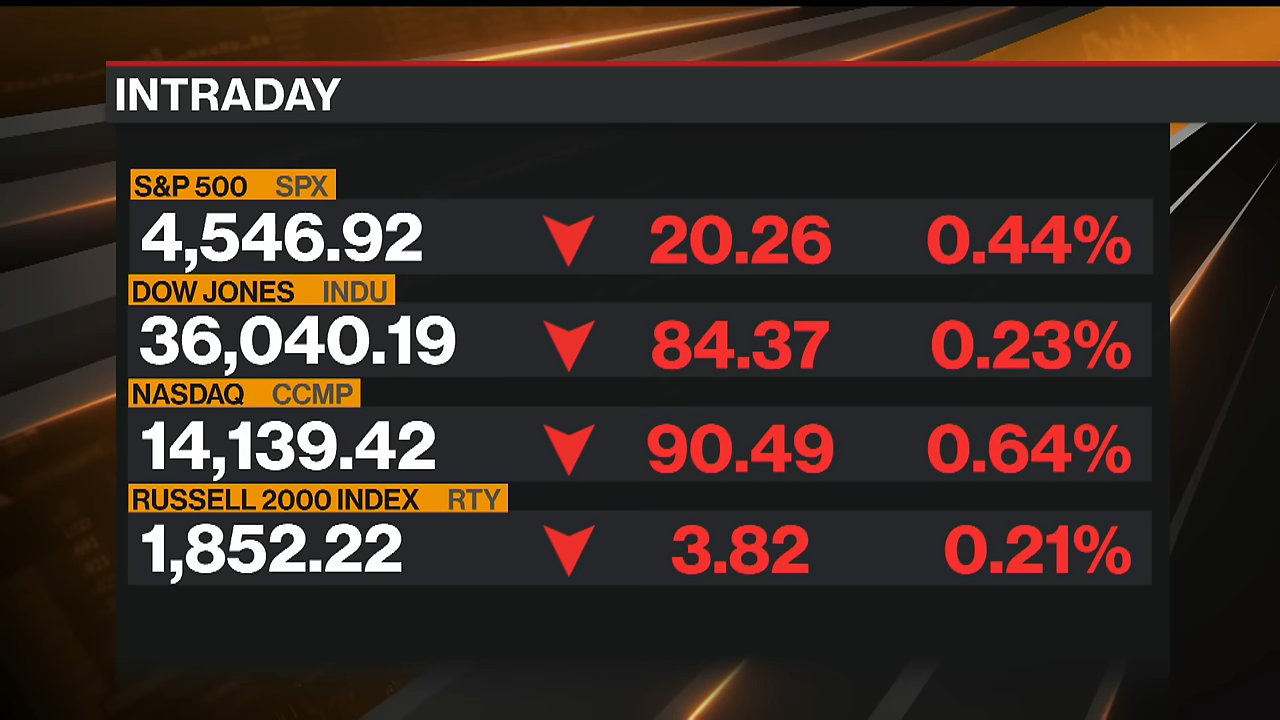 INTRADAY
S&P 500 SPX
4,546.92 20.26 0.44%
DOW JONES INDU
36,040.19 84.37 0.23%
NASDAQ CCMP
14,139.42 90.49 0.64%
RUSSELL 2000 INDEX RTY
1,852.22 3.82 0.21%